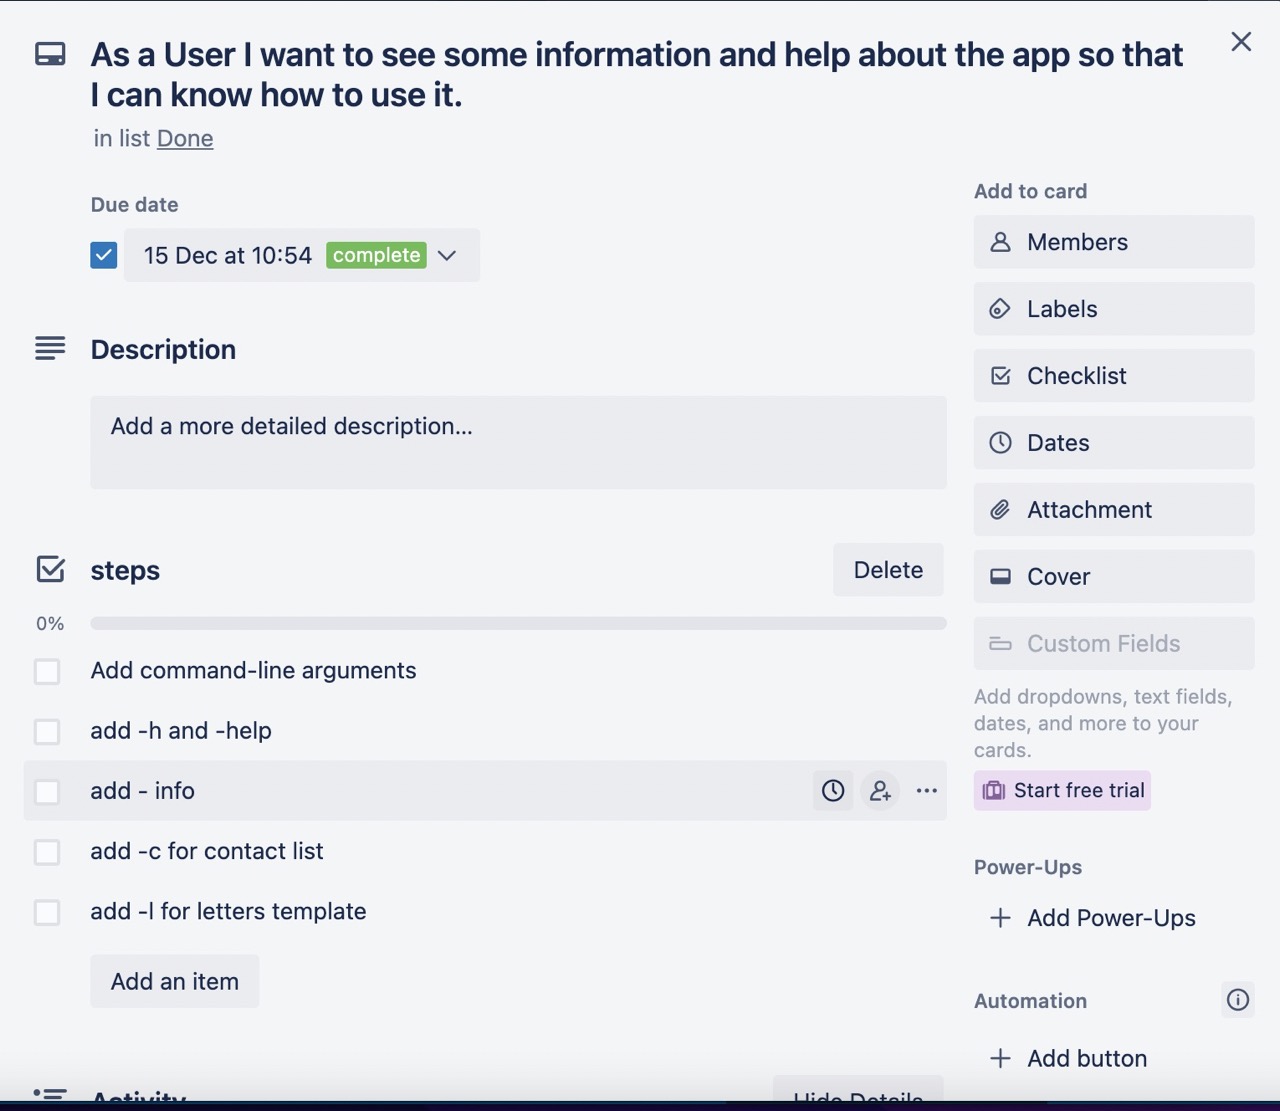 As a User I want to see some information and help about the app so that
I can know how to use it.
in list Done
Due date
15 Dec at 10:54 complete
Description
Add a more detailed description...
steps
Delete
0%
Add command-line arguments
add -h and -help
add - info
add -c for contact list
add -l for letters template
Add an item
Activity
Hide Details
Add to card
Members
Labels
Checklist
Dates
Attachment
Cover
Custom Fields
Add dropdowns, text fields,
dates, and more to your
cards.
Start free trial
Power-Ups
Add Power-Ups
Automation
Add button